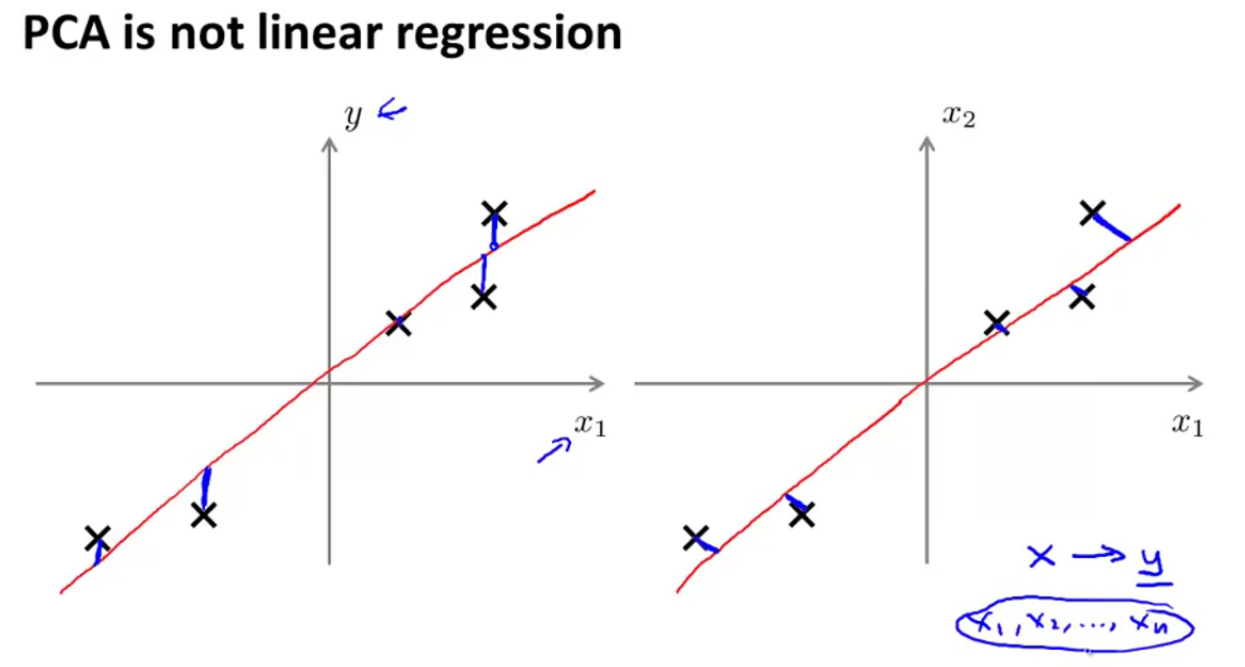 PCA is not linear regression
y
x₂
x₁
x₁
x → y
x₁, x₂, ..., xₙ